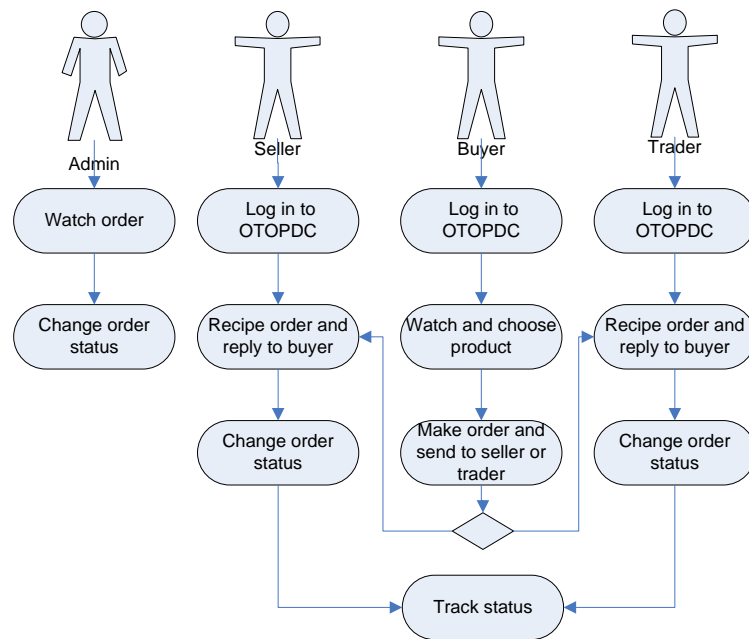 Admin
Seller
Buyer
Trader
Watch order
Log in to
OTOPDC
Log in to
OTOPDC
Log in to
OTOPDC
Change order
status
Recipe order and
reply to buyer
Watch and choose
product
Recipe order and
reply to buyer
Change order
status
Make order and
send to seller or
trader
Change order
status
Track status